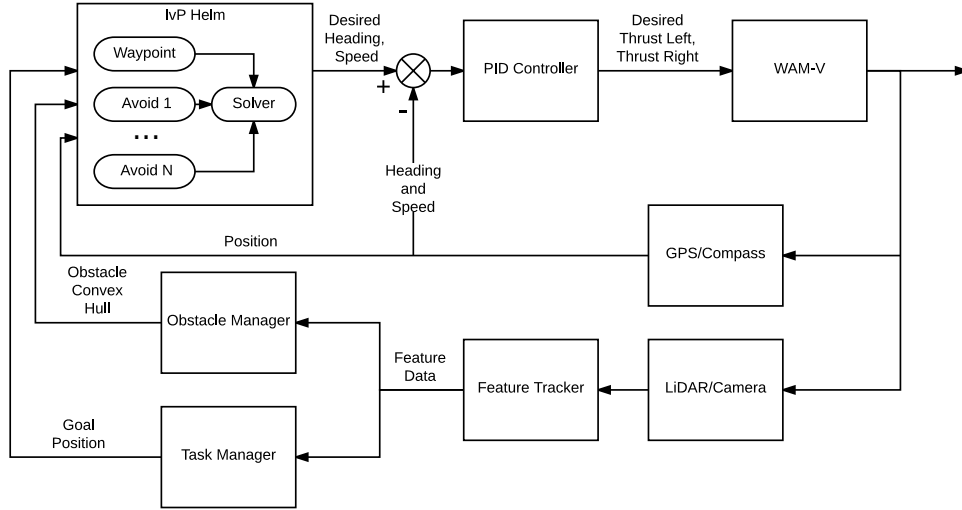 IvP Helm
Waypoint
Avoid 1
...
Avoid N
Solver
Desired
Heading,
Speed
+
-
PID Controller
Desired
Thrust Left,
Thrust Right
WAM-V
Heading
and
Speed
Position
GPS/Compass
Obstacle
Convex
Hull
Obstacle Manager
Feature
Data
Feature Tracker
LiDAR/Camera
Goal
Position
Task Manager